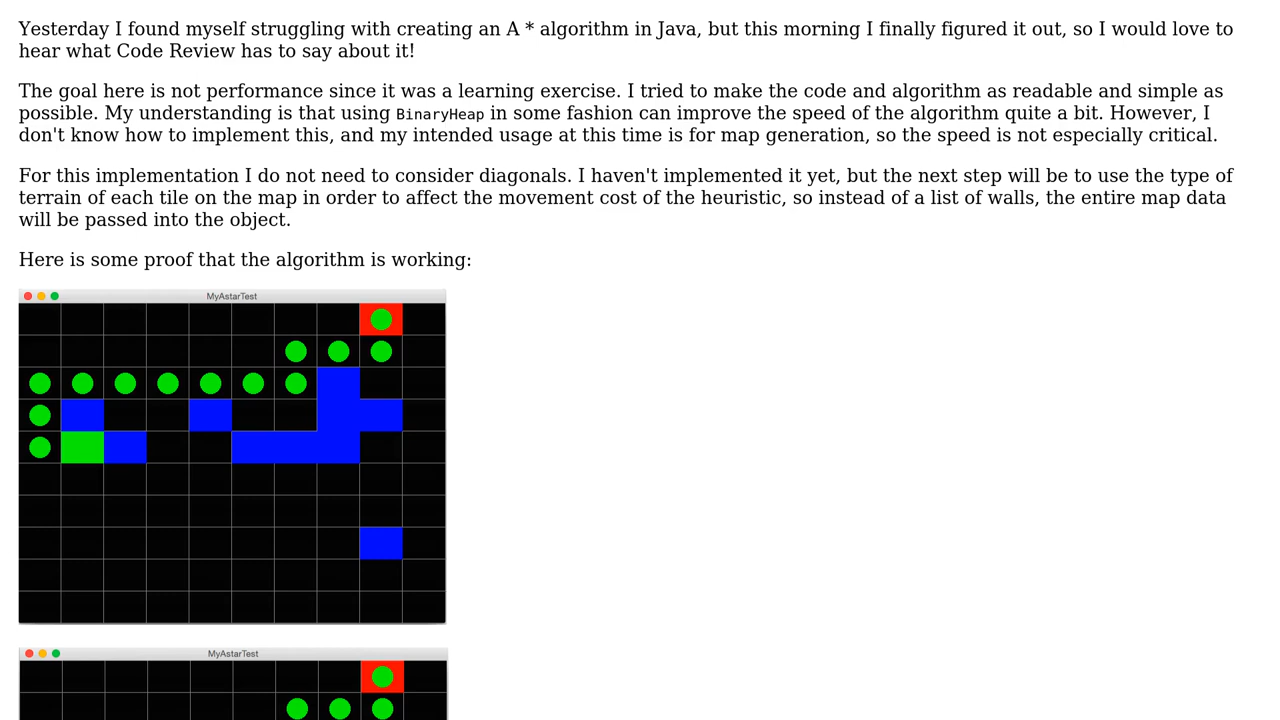 Yesterday I found myself struggling with creating an A * algorithm in Java, but this morning I finally figured it out, so I would love to
hear what Code Review has to say about it!
The goal here is not performance since it was a learning exercise. I tried to make the code and algorithm as readable and simple as
possible. My understanding is that using BinaryHeap in some fashion can improve the speed of the algorithm quite a bit. However, I
don't know how to implement this, and my intended usage at this time is for map generation, so the speed is not especially critical.
For this implementation I do not need to consider diagonals. I haven't implemented it yet, but the next step will be to use the type of
terrain of each tile on the map in order to affect the movement cost of the heuristic, so instead of a list of walls, the entire map data
will be passed into the object.
Here is some proof that the algorithm is working:
MyAstarTest
MyAstarTest